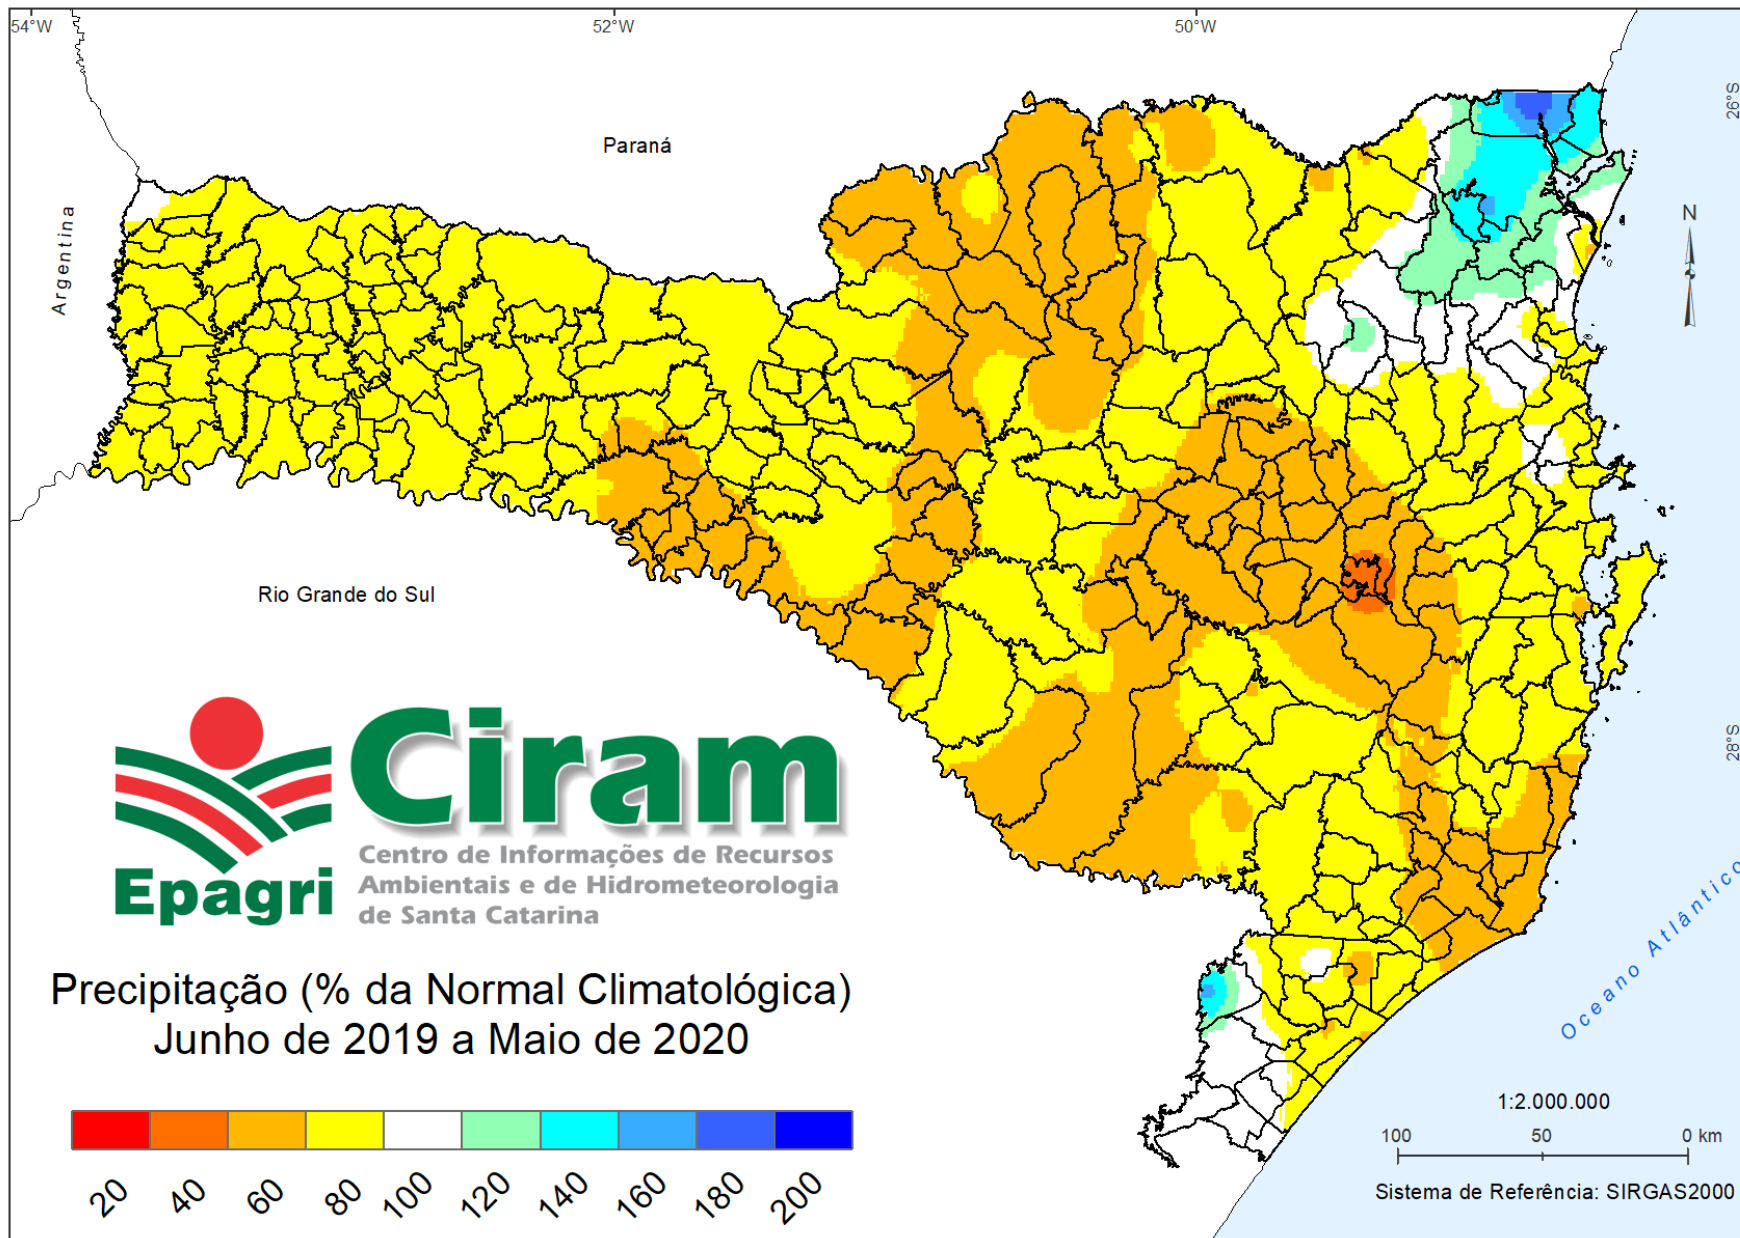 54°W
52°W
50°W
26°S
Paraná
Argentina
N
Rio Grande do Sul
28°S
Ciram
Epagri
Centro de Informações de Recursos
Ambientais e de Hidrometeorologia
de Santa Catarina
Oceano Atlântico
Precipitação (% da Normal Climatológica)
Junho de 2019 a Maio de 2020
20 40 60 80 100 120 140 160 180 200
1:2.000.000
100 50 0 km
Sistema de Referência: SIRGAS2000